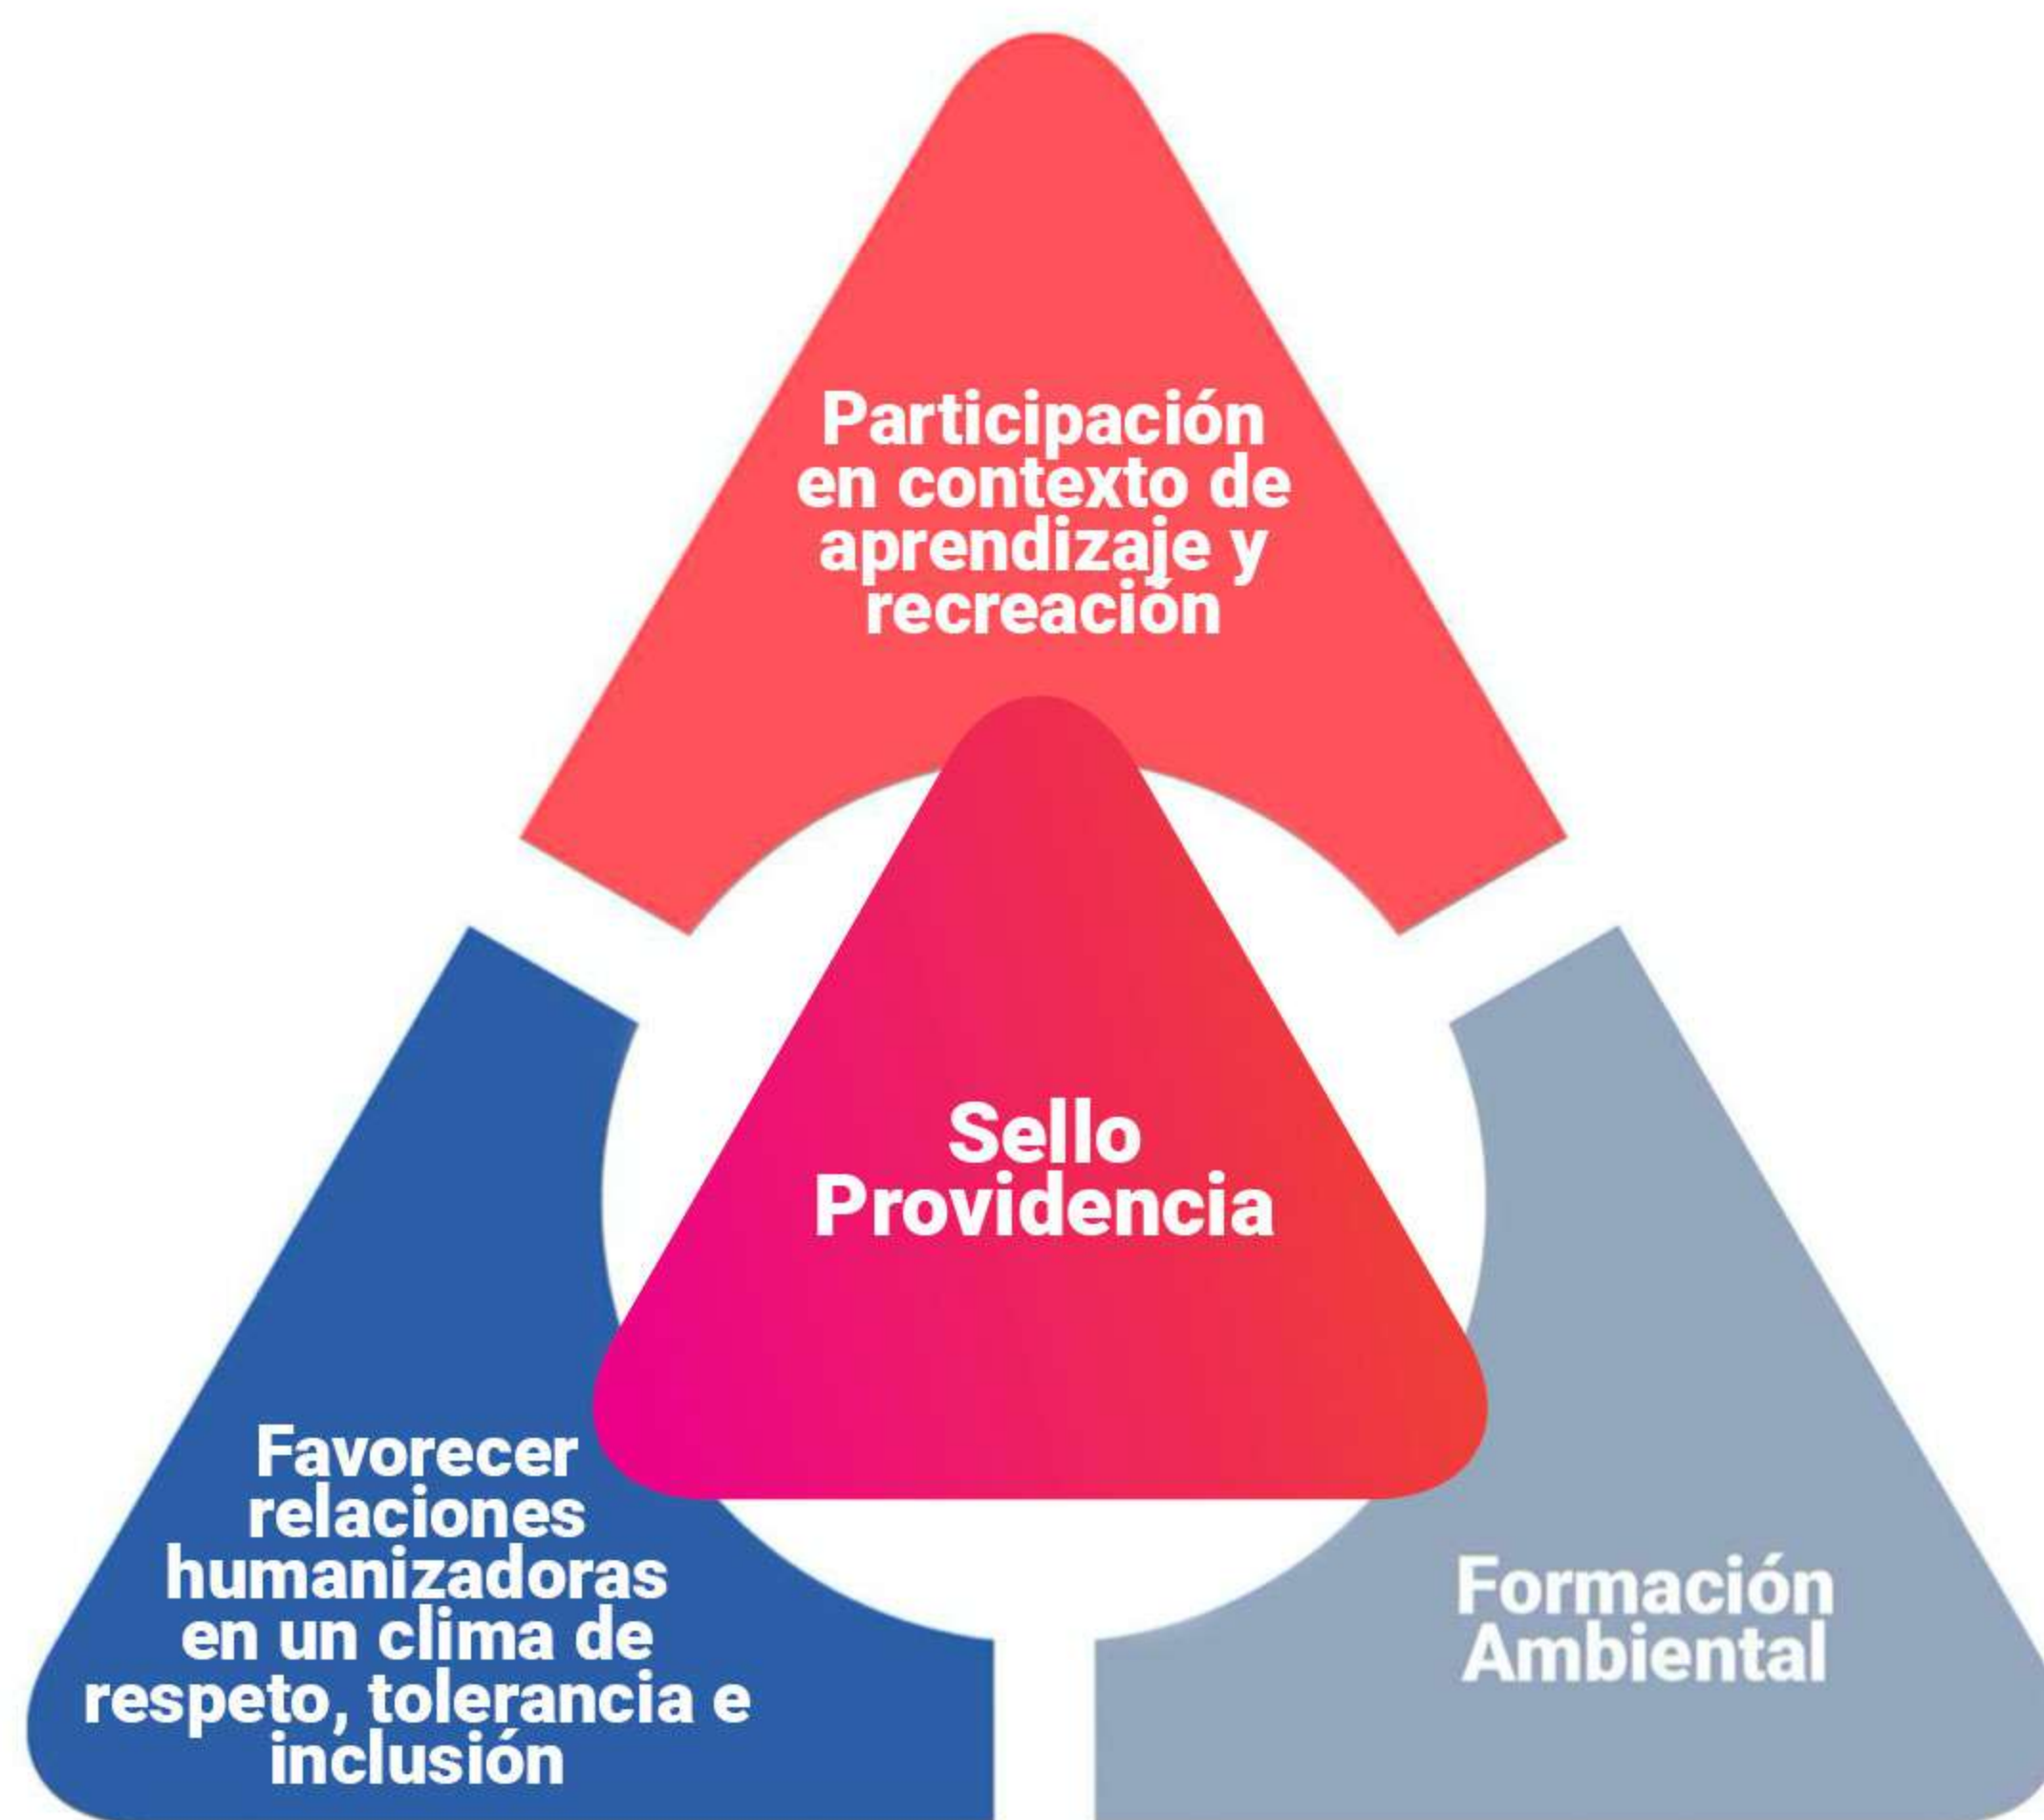 Participación
en contexto de
aprendizaje y
recreación
Sello
Providencia
Favorecer
relaciones
humanizadoras
en un clima de
respeto, tolerancia e
inclusión
Formación
Ambiental